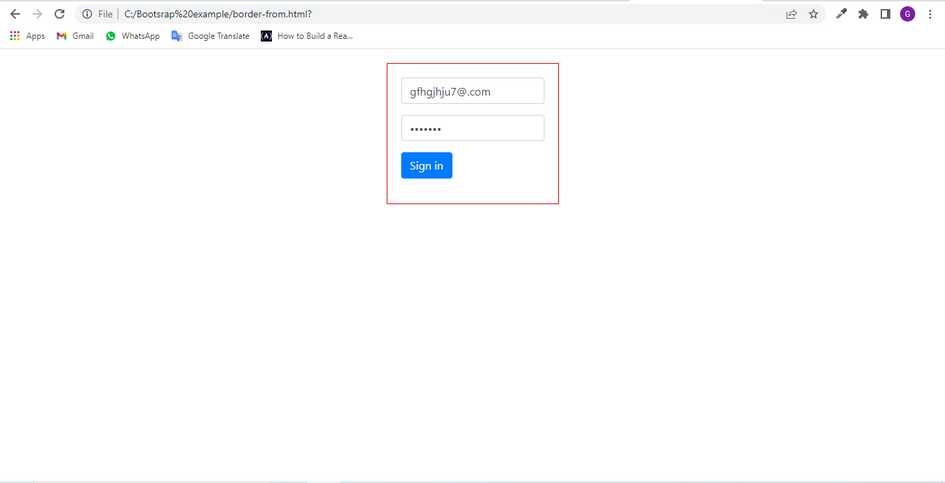 File C:/Bootsrap%20example/border-from.html?
G
Apps Gmail WhatsApp Google Translate How to Build a Rea...
gfhgjhju7@.com
•••••••
Sign in